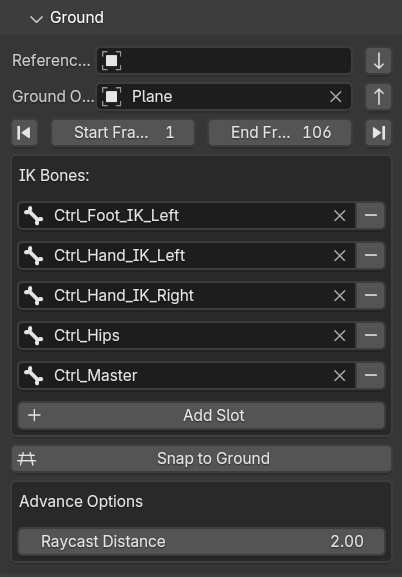 Ground
Referenc...
Ground O... Plane
Start Fra... 1 End Fr... 106
IK Bones:
Ctrl_Foot_IK_Left
Ctrl_Hand_IK_Left
Ctrl_Hand_IK_Right
Ctrl_Hips
Ctrl_Master
Add Slot
Snap to Ground
Advance Options
Raycast Distance 2.00